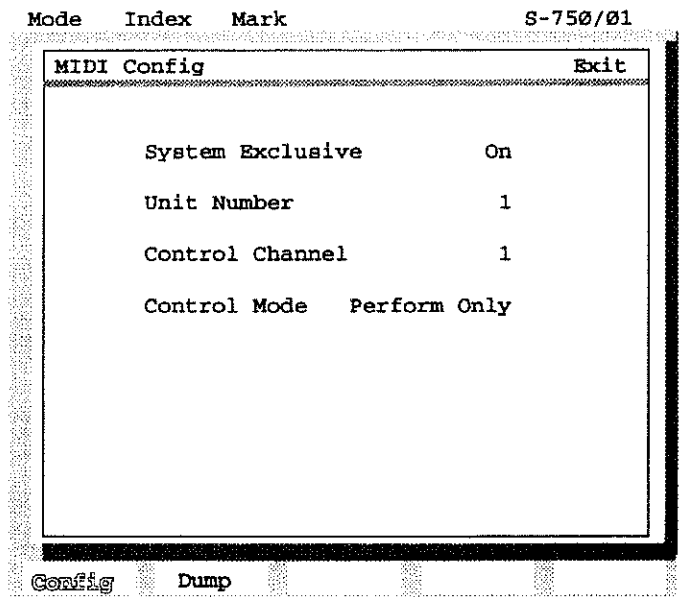 Mode Index Mark S-750/01
MIDI Config Exit
System Exclusive On
Unit Number 1
Control Channel 1
Control Mode Perform Only
Config Dump